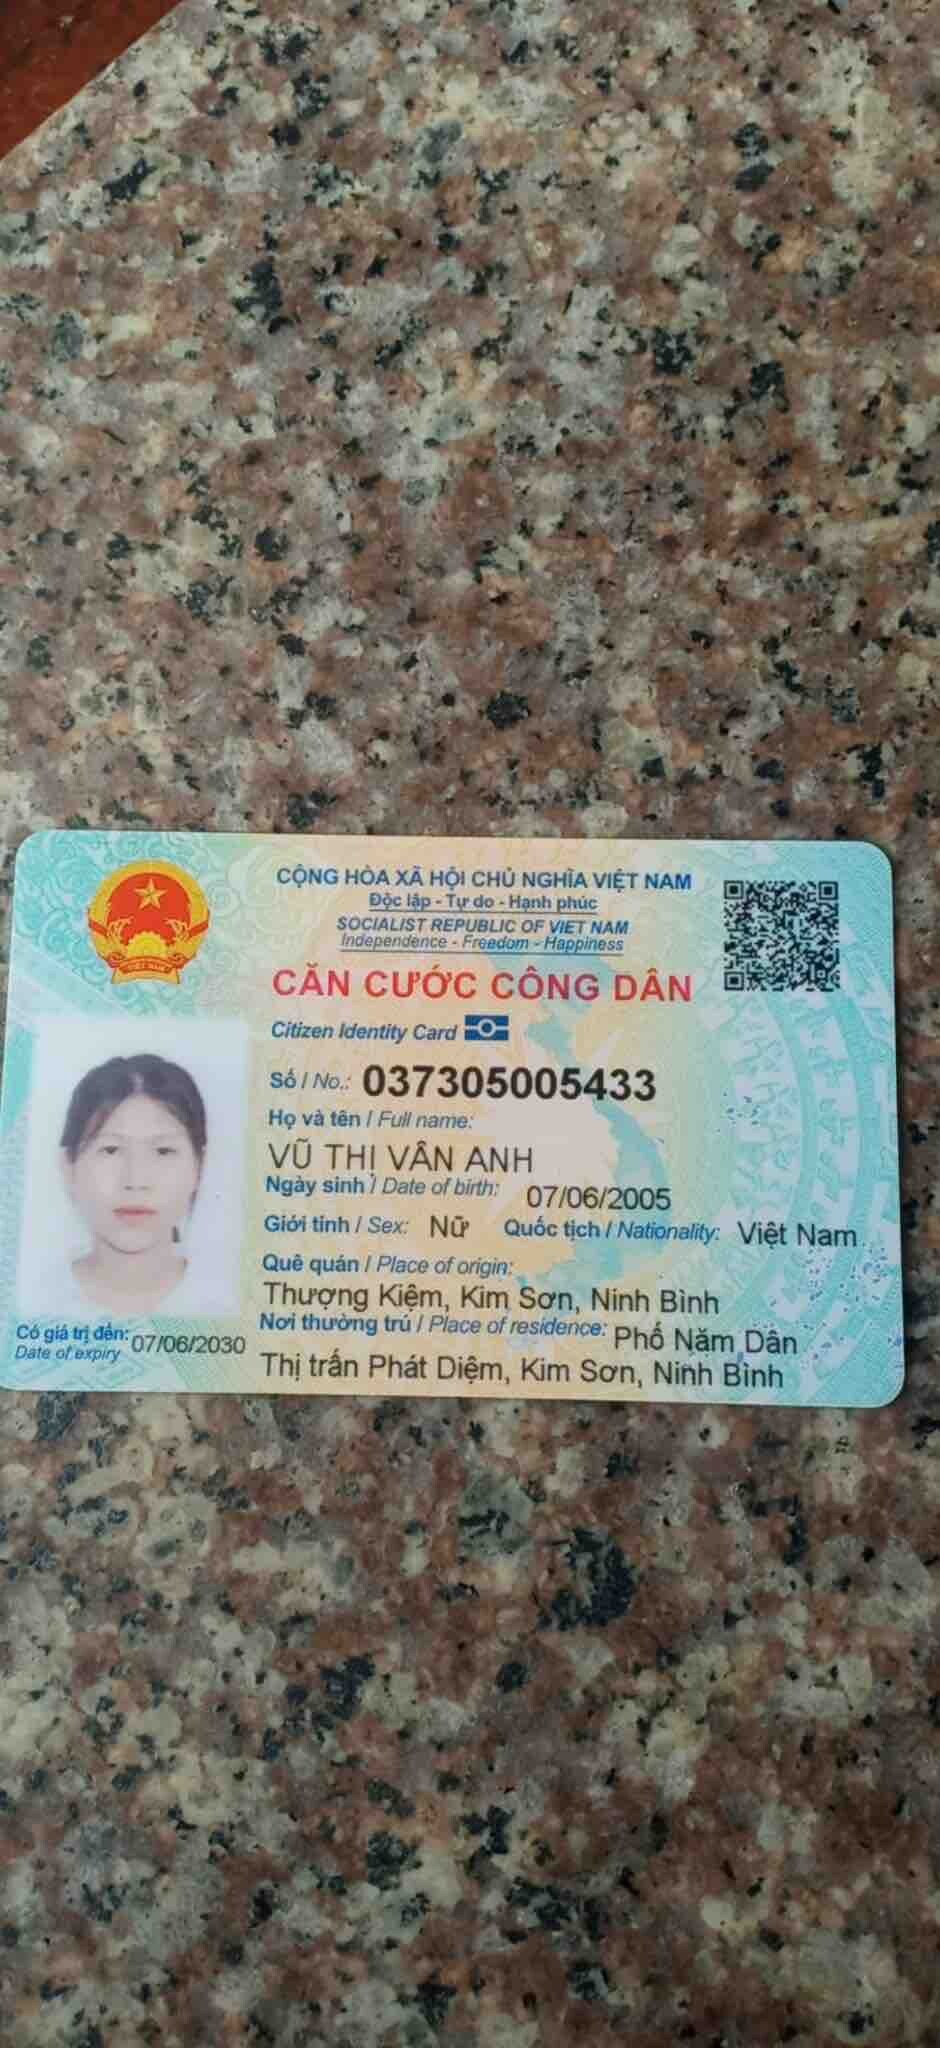 CỘNG HÒA XÃ HỘI CHỦ NGHĨA VIỆT NAM
Độc lập - Tự do - Hạnh phúc
SOCIALIST REPUBLIC OF VIET NAM
Independence - Freedom - Happiness
CĂN CƯỚC CÔNG DÂN
Citizen Identity Card
Số / No.: 037305005433
Họ và tên / Full name:
VŨ THỊ VÂN ANH
Ngày sinh / Date of birth: 07/06/2005
Giới tính / Sex: Nữ Quốc tịch / Nationality: Việt Nam
Quê quán / Place of origin:
Thượng Kiệm, Kim Sơn, Ninh Bình
Nơi thường trú / Place of residence: Phố Năm Dân
Thị trấn Phát Diệm, Kim Sơn, Ninh Bình
Có giá trị đến: 07/06/2030
Date of expiry
VIỆT NAM